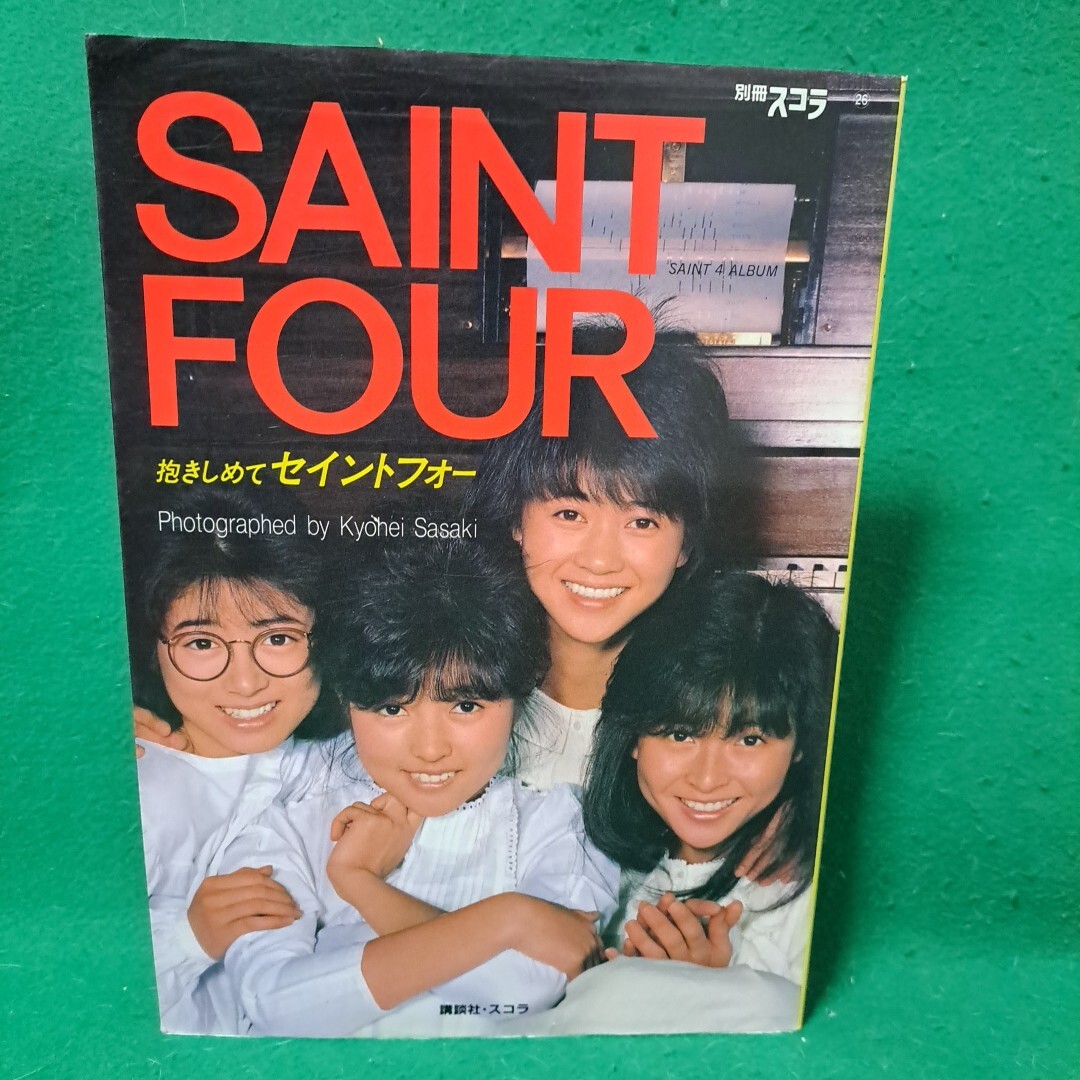 別冊スコラ 26
SAINT
FOUR
SAINT 4 ALBUM
抱きしめてセイントフォー
Photographed by Kyohei Sasaki
講談社・スコラ